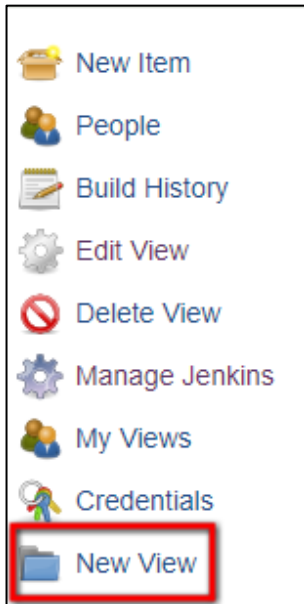 New Item
People
Build History
Edit View
Delete View
Manage Jenkins
My Views
Credentials
New View